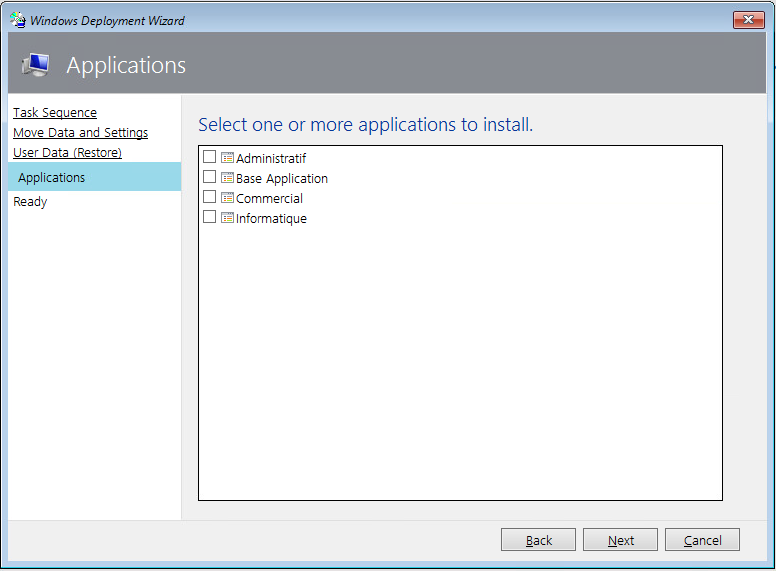 Windows Deployment Wizard
Applications
Task Sequence
Move Data and Settings
User Data (Restore)
Applications
Ready
Select one or more applications to install.
Administratif
Base Application
Commercial
Informatique
Back
Next
Cancel